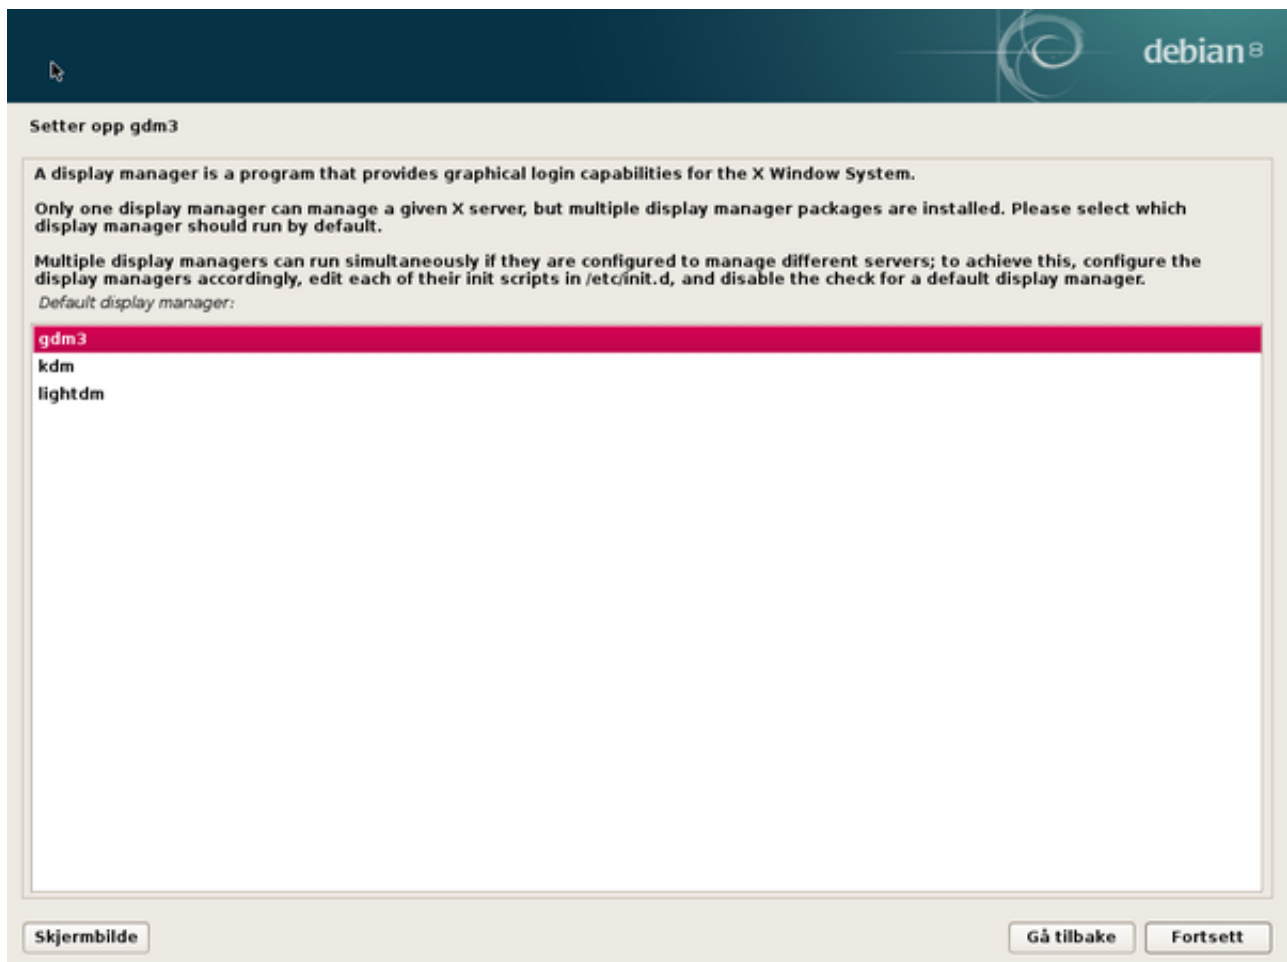 debian 8
Setter opp gdm3
A display manager is a program that provides graphical login capabilities for the X Window System.
Only one display manager can manage a given X server, but multiple display manager packages are installed. Please select which
display manager should run by default.
Multiple display managers can run simultaneously if they are configured to manage different servers; to achieve this, configure the
display managers accordingly, edit each of their init scripts in /etc/init.d, and disable the check for a default display manager.
Default display manager:
gdm3
kdm
lightdm
Skjermbilde
Gå tilbake
Fortsett